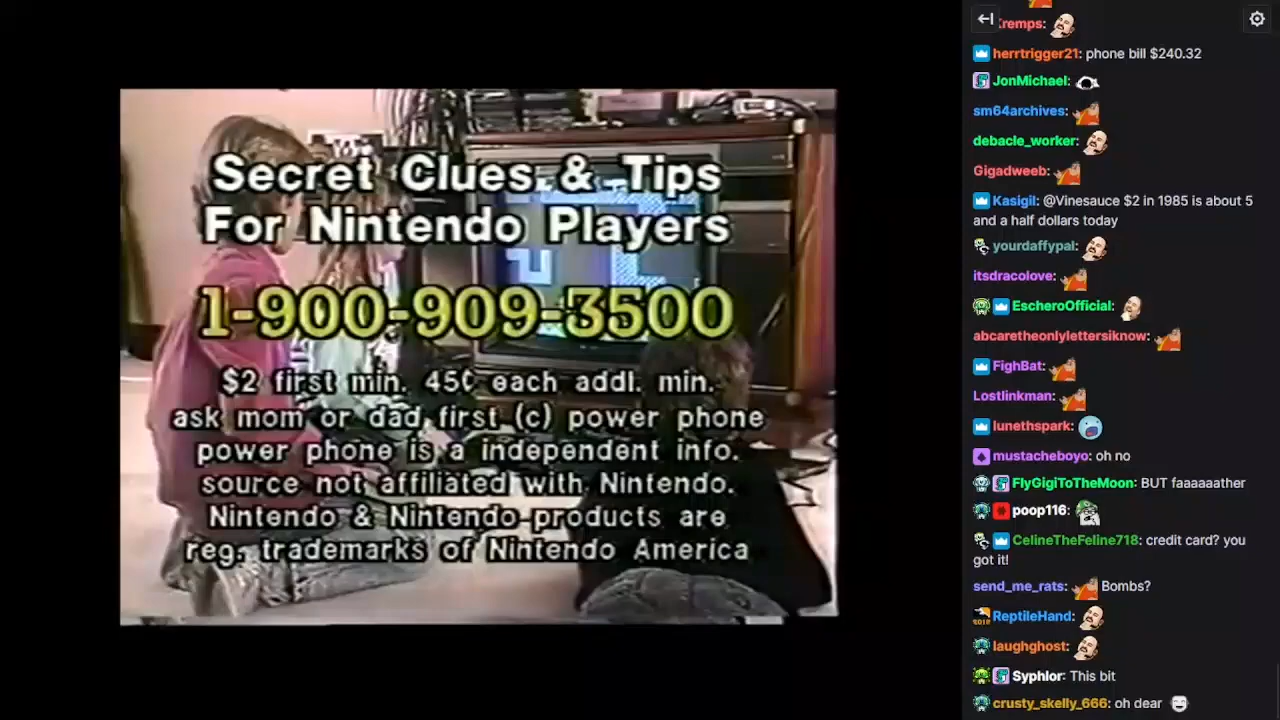 Secret Clues & Tips
For Nintendo Players
1-900-909-3500
$2 first min. 45¢ each addl. min.
ask mom or dad first (c) power phone
power phone is a independent info.
source not affiliated with Nintendo.
Nintendo & Nintendo products are
reg. trademarks of Nintendo America
Kremps:
herrtrigger21: phone bill $240.32
JonMichael:
sm64archives:
debacle_worker:
Gigadweeb:
Kasigil: @Vinesauce $2 in 1985 is about 5
and a half dollars today
yourdaffypal:
itsdracolove:
EscheroOfficial:
abcaretheonlylettersiknow:
FighBat:
Lostlinkman:
lunethspark:
mustacheboyo: oh no
FlyGigiToTheMoon: BUT faaaaaather
poop116:
CelineTheFeline718: credit card? you
got it!
send_me_rats: Bombs?
ReptileHand:
laughghost:
Syphlor: This bit
crusty_skelly_666: oh dear